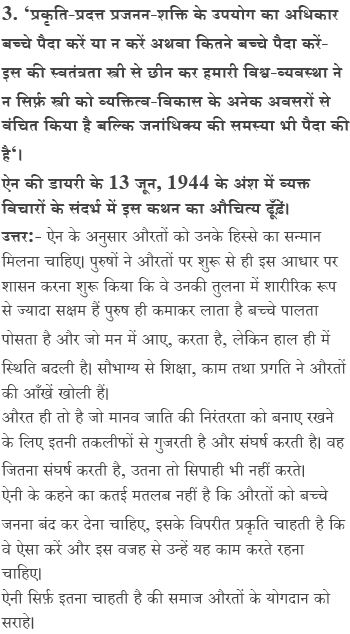 3. ‘प्रकृति-प्रदत्त प्रजनन-शक्ति के उपयोग का अधिकार
बच्चे पैदा करें या न करें अथवा कितने बच्चे पैदा करें-
इस की स्वतंत्रता स्त्री से छीन कर हमारी विश्व-व्यवस्था ने
न सिर्फ़ स्त्री को व्यक्तित्व-विकास के अनेक अवसरों से
वंचित किया है बल्कि जनांधिक्य की समस्या भी पैदा की
है‘।
ऐन की डायरी के 13 जून, 1944 के अंश में व्यक्त
विचारों के संदर्भ में इस कथन का औचित्य ढूँढ़ें।
उत्तर:- ऐन के अनुसार औरतों को उनके हिस्से का सम्मान
मिलना चाहिए। पुरुषों ने औरतों पर शुरू से ही इस आधार पर
शासन करना शुरू किया कि वे उनकी तुलना में शारीरिक रूप
से ज्यादा सक्षम हैं पुरुष ही कमाकर लाता है बच्चे पालता
पोसता है और जो मन में आए, करता है, लेकिन हाल ही में
स्थिति बदली है। सौभाग्य से शिक्षा, काम तथा प्रगति ने औरतों
की आँखें खोली हैं।
औरत ही तो है जो मानव जाति की निरंतरता को बनाए रखने
के लिए इतनी तकलीफों से गुजरती है और संघर्ष करती है। वह
जितना संघर्ष करती है, उतना तो सिपाही भी नहीं करते।
ऐनी के कहने का कतई मतलब नहीं है कि औरतों को बच्चे
जनना बंद कर देना चाहिए, इसके विपरीत प्रकृति चाहती है कि
वे ऐसा करें और इस वजह से उन्हें यह काम करते रहना
चाहिए।
ऐनी सिर्फ़ इतना चाहती है की समाज औरतों के योगदान को
सराहे।